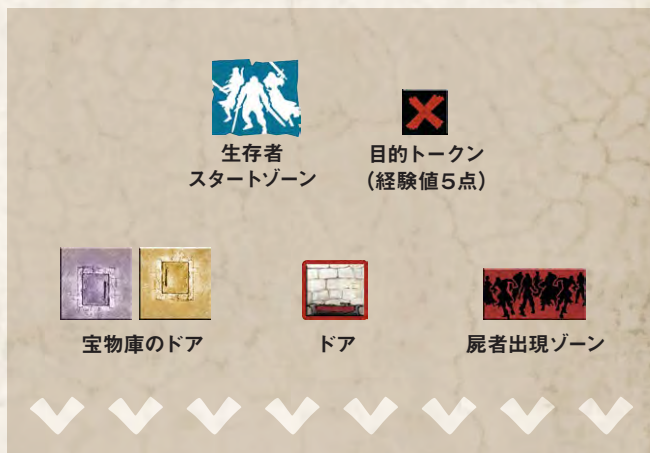 生存者
スタートゾーン
目的トークン
（経験値5点）
宝物庫のドア
ドア
屍者出現ゾーン